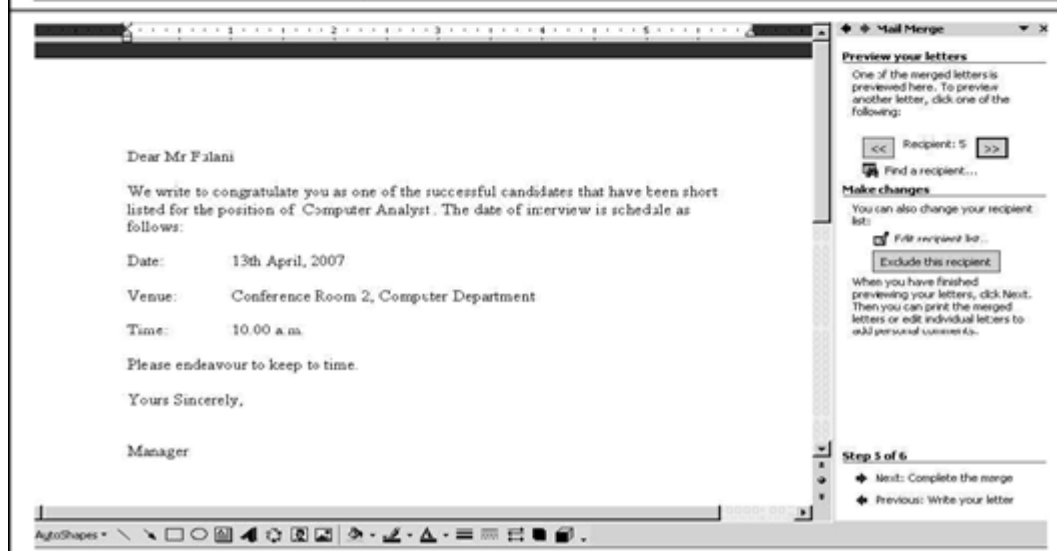 1 2 3 4 5
Dear Mr Falani
We write to congratulate you as one of the successful candidates that have been short
listed for the position of Computer Analyst. The date of interview is schedule as
follows:
Date: 13th April, 2007
Venue: Conference Room 2, Computer Department
Time: 10.00 a.m.
Please endeavour to keep to time.
Yours Sincerely,
Manager
AutoShapes
Mail Merge
Preview your letters
One of the merged letters is
previewed here. To preview
another letter, click one of the
following:
<< Recipient: 5 >>
Find a recipient...
Make changes
You can also change your recipient
list:
Edit recipient list...
Exclude this recipient
When you have finished
previewing your letters, click Next.
Then you can print the merged
letters or edit individual letters to
add personal comments.
Step 5 of 6
Next: Complete the merge
Previous: Write your letter